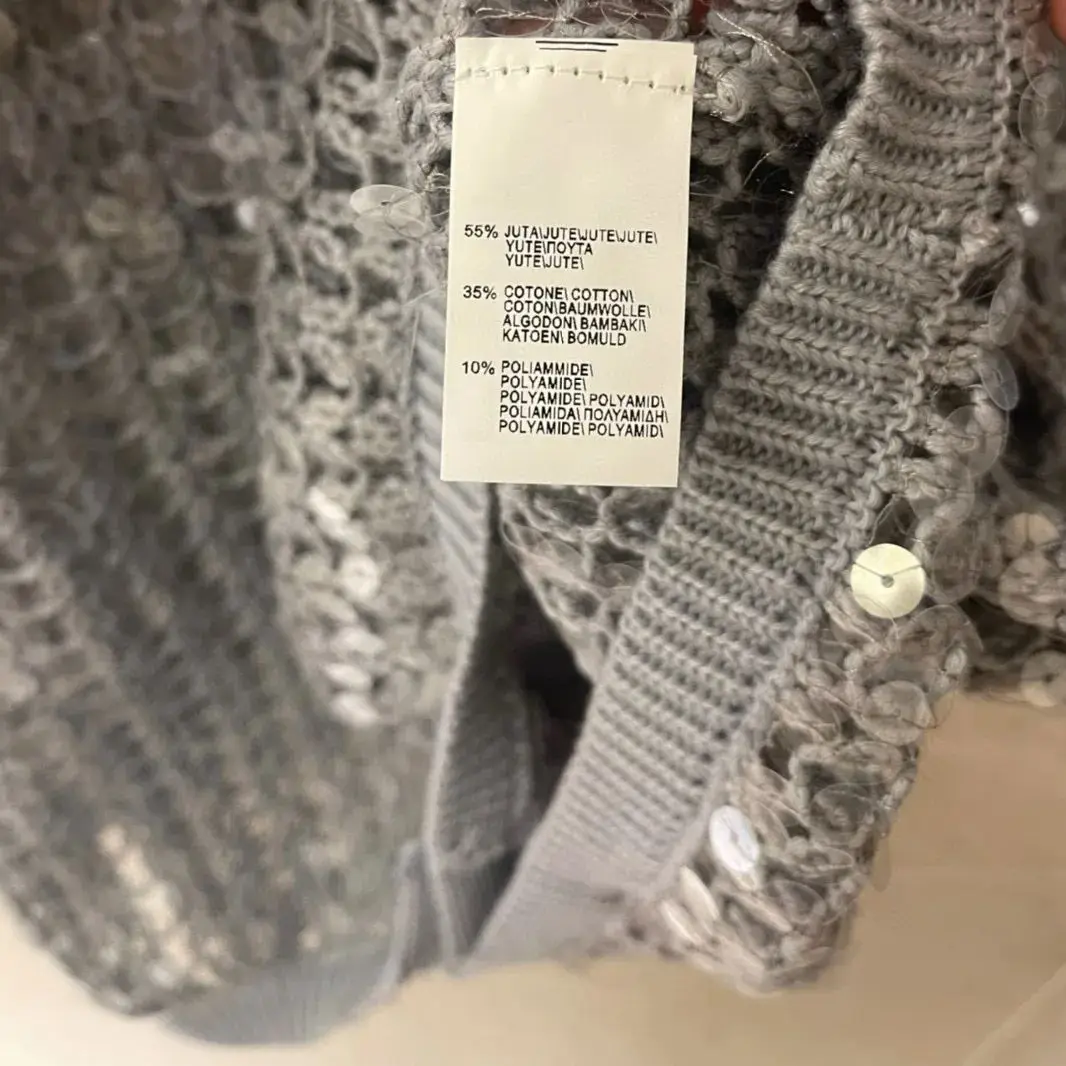 55% JUTA\JUTE\JUTE\JUTE\
YUTE\ΠΟΥΤΑ
YUTE\JUTE\
35% COTONE\ COTTON\
COTON\BAUMWOLLE\
ALGODON\ BAMBAKI\
KATOEN\ BOMULD
10% POLIAMMIDE\
POLYAMIDE\
POLYAMIDE\ POLYAMID\
POLIAMIDA\ ΠΟΛΥΑΜΙΔΗ\
POLYAMIDE\ POLYAMID\